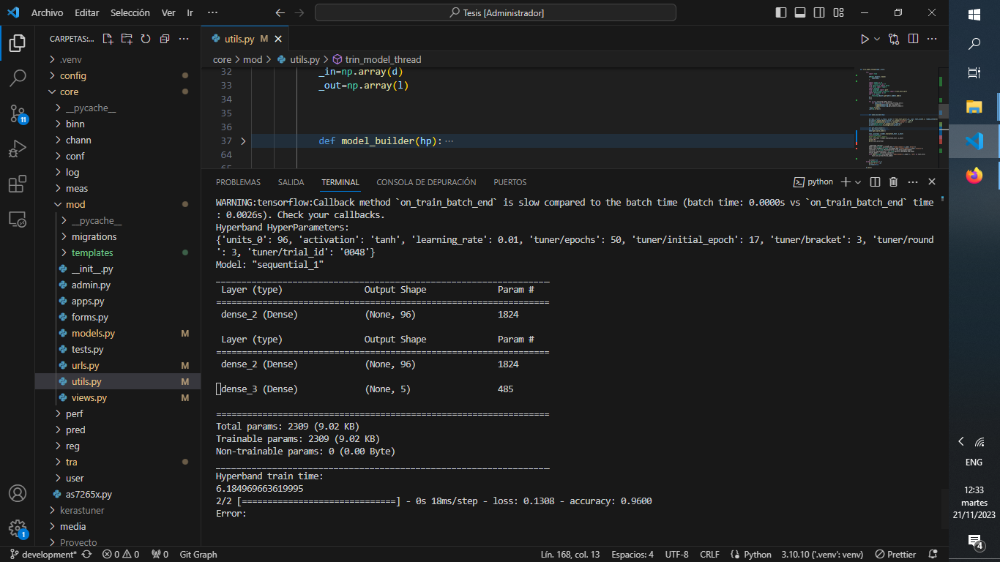 Archivo Editar Selección Ver Ir ··· Tesis [Administrador]
CARPETAS:... utils.py M
core > mod > utils.py > trin_model_thread
.venv
config
core
__pycache__
binn
chann
conf
log
meas
mod
__pycache__
migrations
templates
__init__.py
admin.py
apps.py
forms.py
models.py M
tests.py
urls.py M
utils.py M
views.py M
perf
pred
reg
tra
user
as7265x.py
kerastuner
media
Proyecto
11
1
32 _in=np.array(d)
33 _out=np.array(l)
34
35
36
37 def model_builder(hp):···
64
65
PROBLEMAS SALIDA TERMINAL CONSOLA DE DEPURACIÓN PUERTOS python
WARNING:tensorflow:Callback method `on_train_batch_end` is slow compared to the batch time (batch time: 0.0000s vs `on_train_batch_end` time
: 0.0026s). Check your callbacks.
Hyperband HyperParameters:
{'units_0': 96, 'activation': 'tanh', 'learning_rate': 0.01, 'tuner/epochs': 50, 'tuner/initial_epoch': 17, 'tuner/bracket': 3, 'tuner/round
': 3, 'tuner/trial_id': '0048'}
Model: "sequential_1"
_________________________________________________________________
Layer (type) Output Shape Param #
=================================================================
dense_2 (Dense) (None, 96) 1824
Layer (type) Output Shape Param #
=================================================================
dense_2 (Dense) (None, 96) 1824
dense_3 (Dense) (None, 5) 485
=================================================================
Total params: 2309 (9.02 KB)
Trainable params: 2309 (9.02 KB)
Non-trainable params: 0 (0.00 Byte)
_________________________________________________________________
Hyperband train time:
6.184969663619995
2/2 [==============================] - 0s 18ms/step - loss: 0.1308 - accuracy: 0.9600
Error:
development* 0 0 0 Git Graph Lín. 168, col. 13 Espacios: 4 UTF-8 CRLF Python 3.10.10 ('.venv': venv) Prettier
ENG
12:33
martes
21/11/2023
4